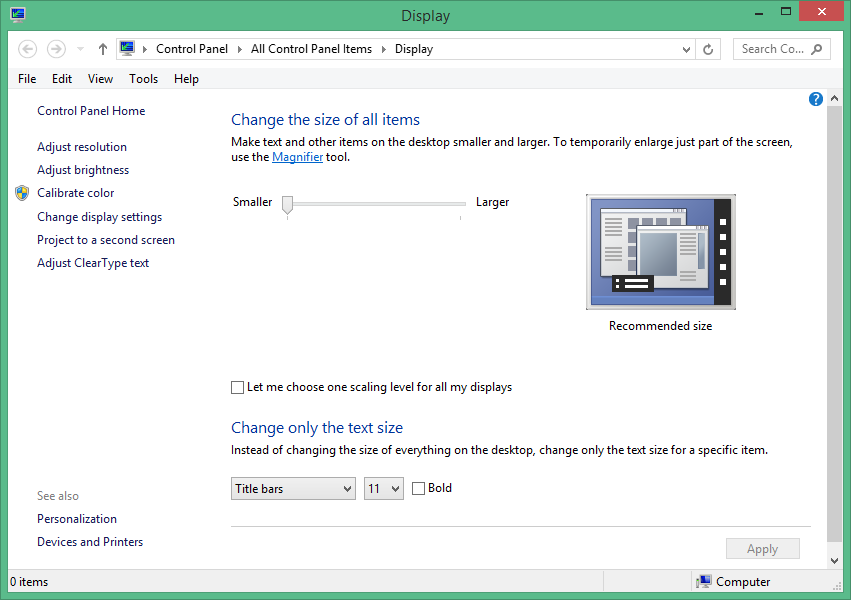 Display
Control Panel All Control Panel Items Display
Search Co...
File Edit View Tools Help
Control Panel Home
Adjust resolution
Adjust brightness
Calibrate color
Change display settings
Project to a second screen
Adjust ClearType text
See also
Personalization
Devices and Printers
Change the size of all items
Make text and other items on the desktop smaller and larger. To temporarily enlarge just part of the screen,
use the Magnifier tool.
Smaller Larger
Recommended size
Let me choose one scaling level for all my displays
Change only the text size
Instead of changing the size of everything on the desktop, change only the text size for a specific item.
Title bars 11 Bold
Apply
0 items Computer